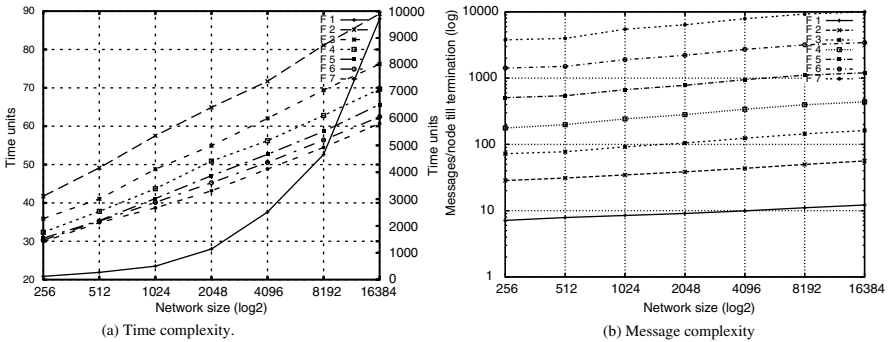 90
80
70
60
50
40
30
20
Time units
10000
9000
8000
7000
6000
5000
4000
3000
2000
1000
0
Time units
F 1
F 2
F 3
F 4
F 5
F 6
F 7
256 512 1024 2048 4096 8192 16384
Network size (log2)
(a) Time complexity.
10000
1000
100
10
1
Messages/node till termination (log)
F 1
F 2
F 3
F 4
F 5
F 6
F 7
256 512 1024 2048 4096 8192 16384
Network size (log2)
(b) Message complexity